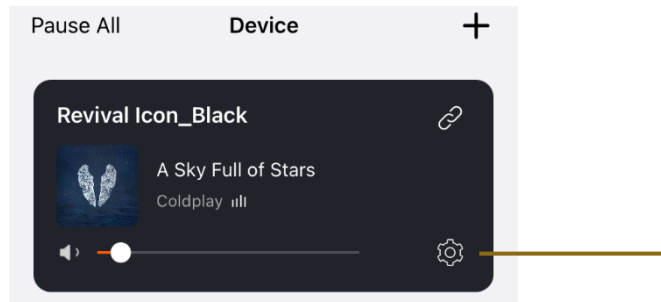 Pause All Device +
Revival Icon_Black
A Sky Full of Stars
Coldplay